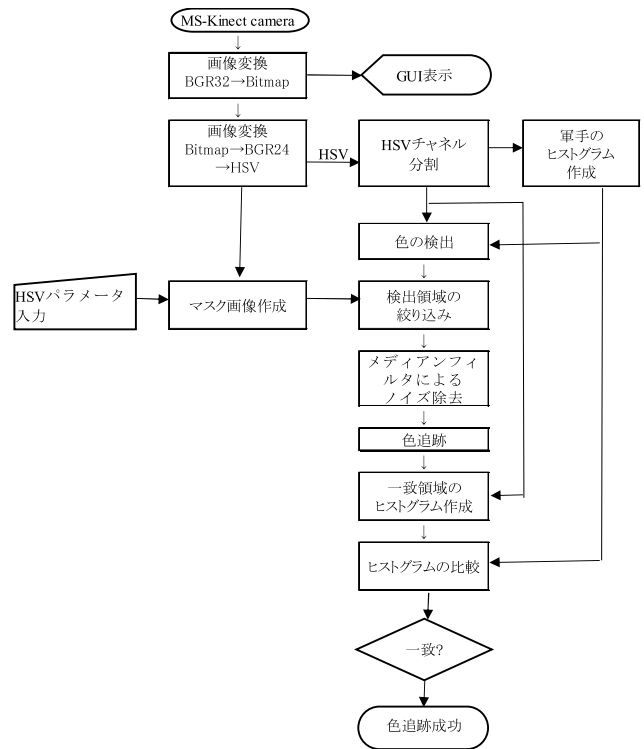 MS-Kinect camera
画像変換
BGR32→Bitmap
GUI表示
画像変換
Bitmap→BGR24
→HSV
HSV
HSVチャネル
分割
軍手の
ヒストグラム
作成
色の検出
HSVパラメータ
入力
マスク画像作成
検出領域の
絞り込み
メディアンフィ
ルタによる
ノイズ除去
色追跡
一致領域の
ヒストグラム作成
ヒストグラムの比較
一致?
色追跡成功